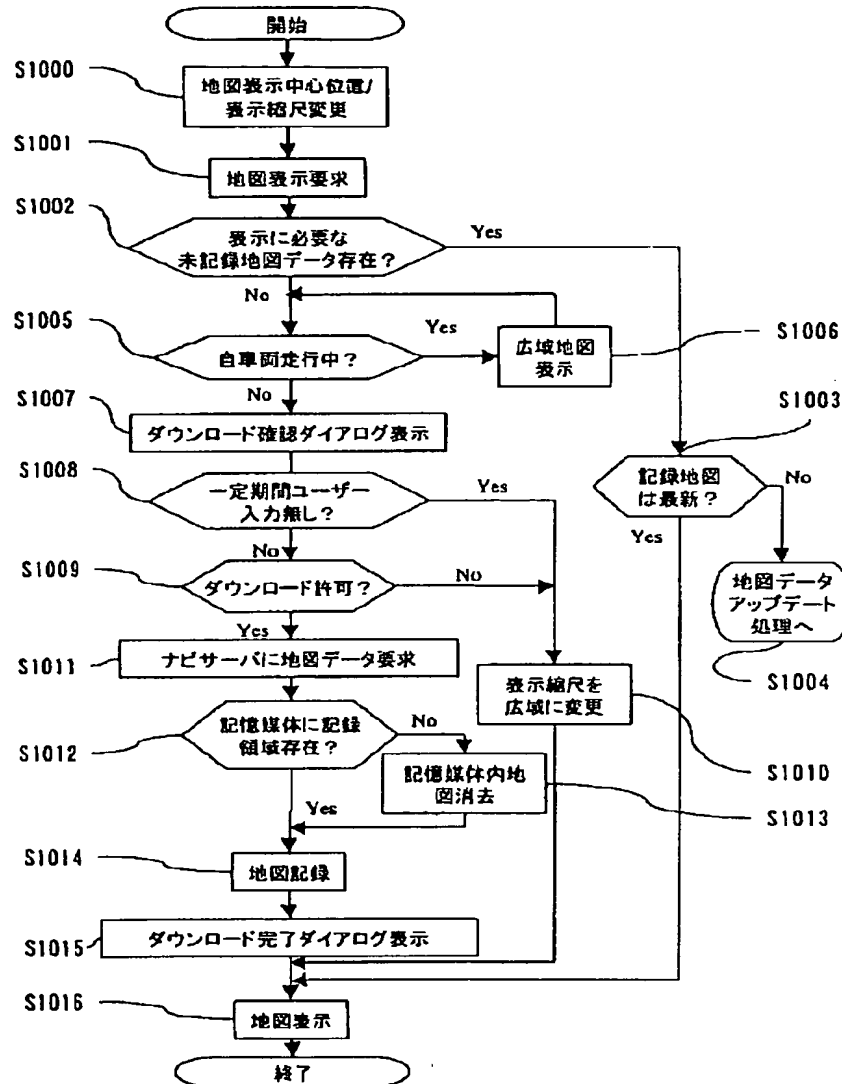 開始
S1000
地図表示中心位置/
表示縮尺変更
S1001
地図表示要求
S1002
表示に必要な
未記録地図データ存在?
Yes
No
S1005
自車両走行中?
Yes
広域地図
表示
S1006
No
S1007
ダウンロード確認ダイアログ表示
S1003
記録地図
は最新?
No
Yes
S1008
一定期間ユーザー
入力無し?
Yes
No
S1009
ダウンロード許可?
No
Yes
地図データ
アップデート
処理へ
S1004
S1011
ナビサーバに地図データ要求
表示縮尺を
広域に変更
S1010
S1012
記憶媒体に記録
領域存在?
No
Yes
記憶媒体内地
図消去
S1013
S1014
地図記録
S1015
ダウンロード完了ダイアログ表示
S1016
地図表示
終了